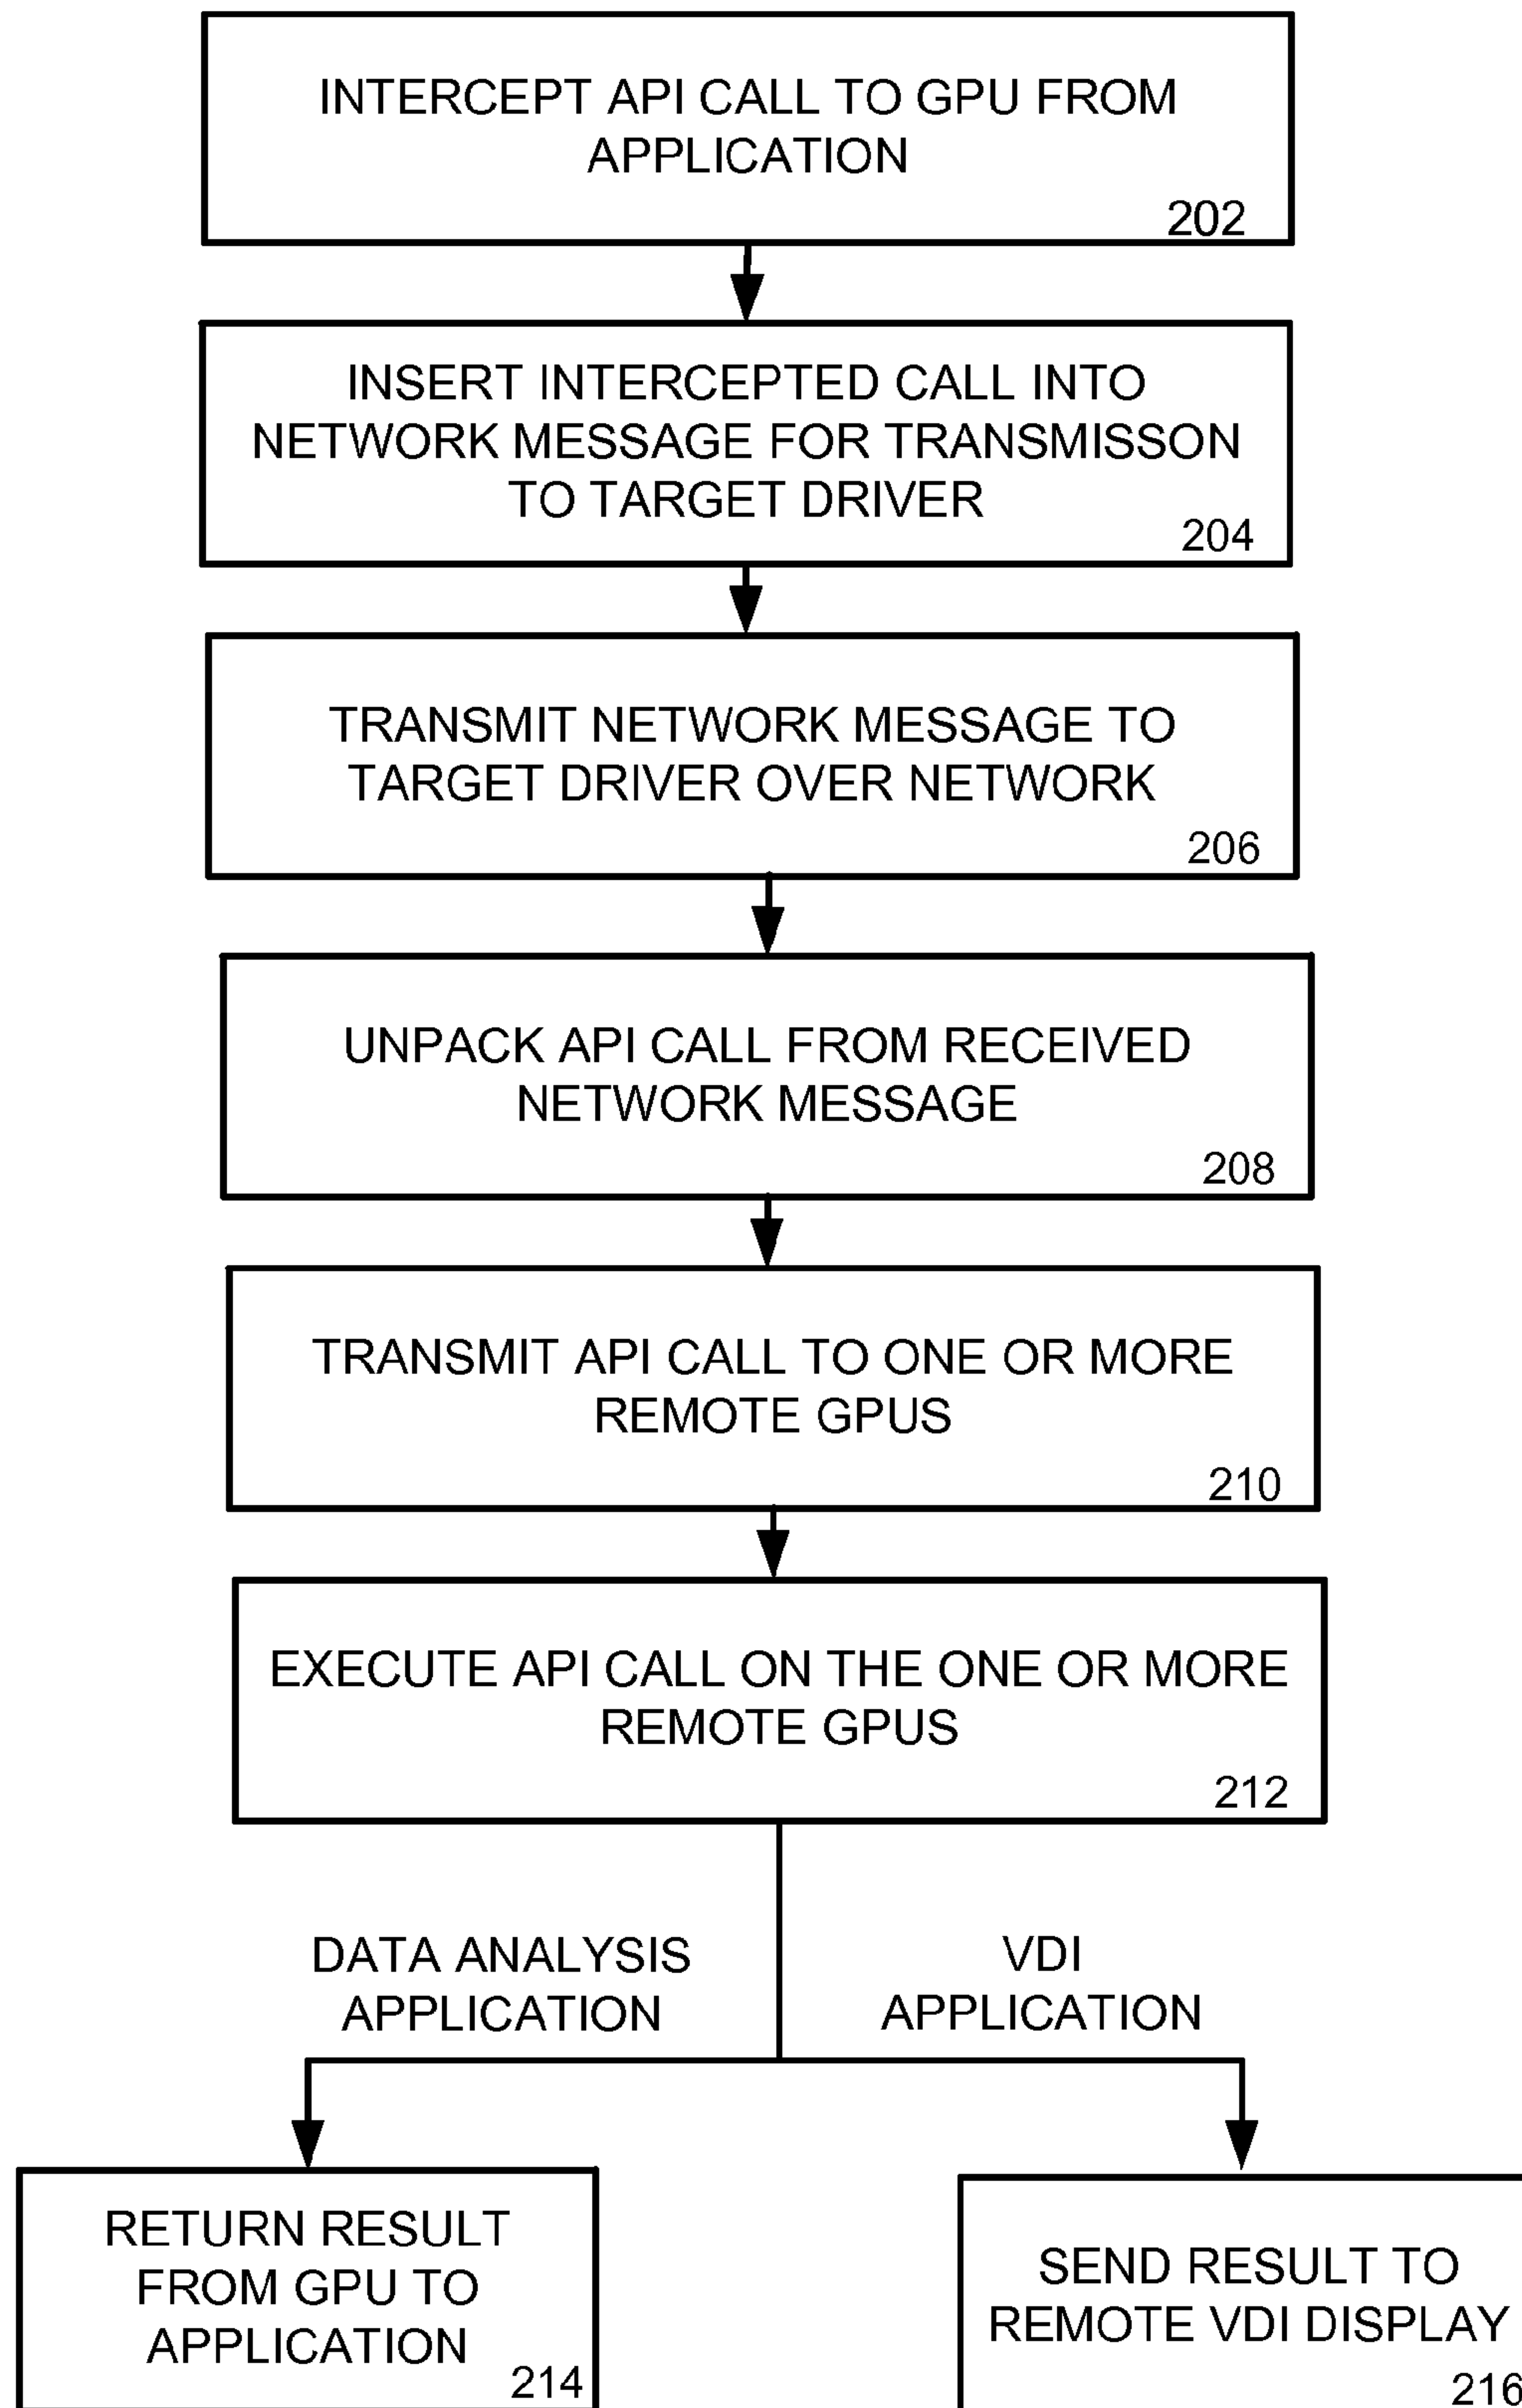 INTERCEPT API CALL TO GPU FROM
APPLICATION
202
INSERT INTERCEPTED CALL INTO
NETWORK MESSAGE FOR TRANSMISSON
TO TARGET DRIVER
204
TRANSMIT NETWORK MESSAGE TO
TARGET DRIVER OVER NETWORK
206
UNPACK API CALL FROM RECEIVED
NETWORK MESSAGE
208
TRANSMIT API CALL TO ONE OR MORE
REMOTE GPUS
210
EXECUTE API CALL ON THE ONE OR MORE
REMOTE GPUS
212
DATA ANALYSIS
APPLICATION
VDI
APPLICATION
RETURN RESULT
FROM GPU TO
APPLICATION
214
SEND RESULT TO
REMOTE VDI DISPLAY
216